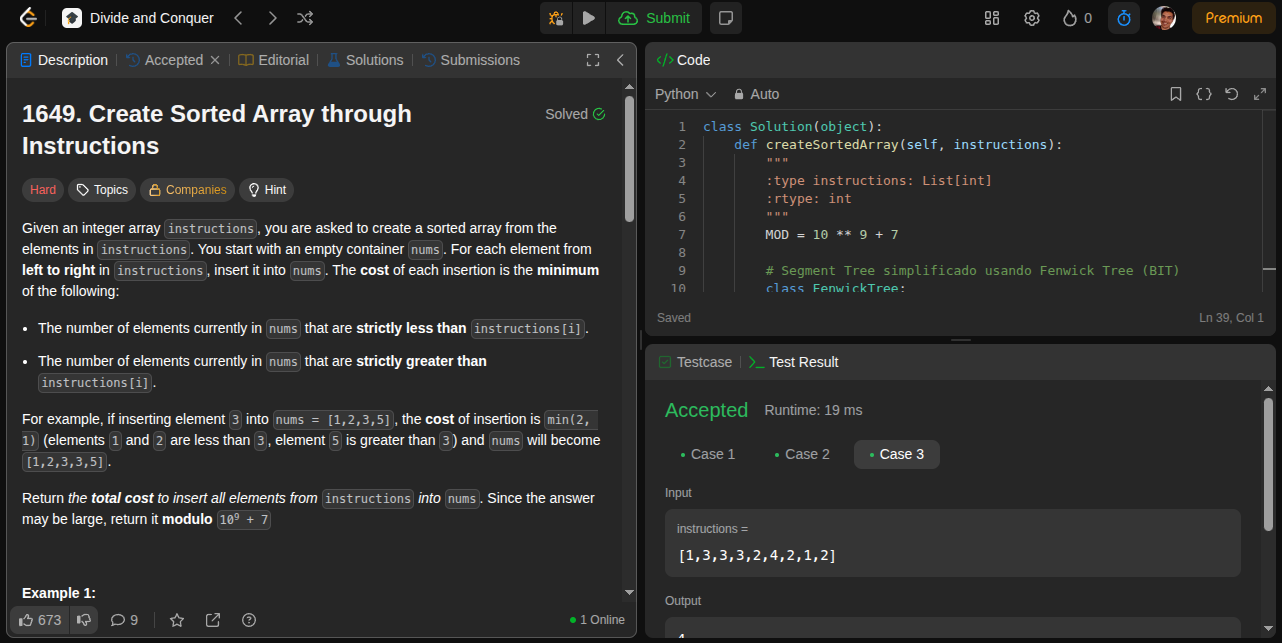 Divide and Conquer
Submit
0
Premium
Description
Accepted
Editorial
Solutions
Submissions
1649. Create Sorted Array through
Instructions
Solved
Hard
Topics
Companies
Hint
Given an integer array instructions, you are asked to create a sorted array from the
elements in instructions. You start with an empty container nums. For each element from
left to right in instructions, insert it into nums. The cost of each insertion is the minimum
of the following:
• The number of elements currently in nums that are strictly less than instructions[i].
• The number of elements currently in nums that are strictly greater than
instructions[i].
For example, if inserting element 3 into nums = [1,2,3,5], the cost of insertion is min(2,
1) (elements 1 and 2 are less than 3, element 5 is greater than 3) and nums will become
[1,2,3,3,5].
Return the total cost to insert all elements from instructions into nums. Since the answer
may be large, return it modulo 10⁹ + 7
Example 1:
673
9
1 Online
</> Code
Python
Auto
1 class Solution(object):
2 def createSortedArray(self, instructions):
3 """
4 :type instructions: List[int]
5 :rtype: int
6 """
7 MOD = 10 ** 9 + 7
8
9 # Segment Tree simplificado usando Fenwick Tree (BIT)
10 class FenwickTree:
Saved
Ln 39, Col 1
Testcase
>_ Test Result
Accepted
Runtime: 19 ms
• Case 1
• Case 2
• Case 3
Input
instructions =
[1,3,3,3,2,4,2,1,2]
Output
4